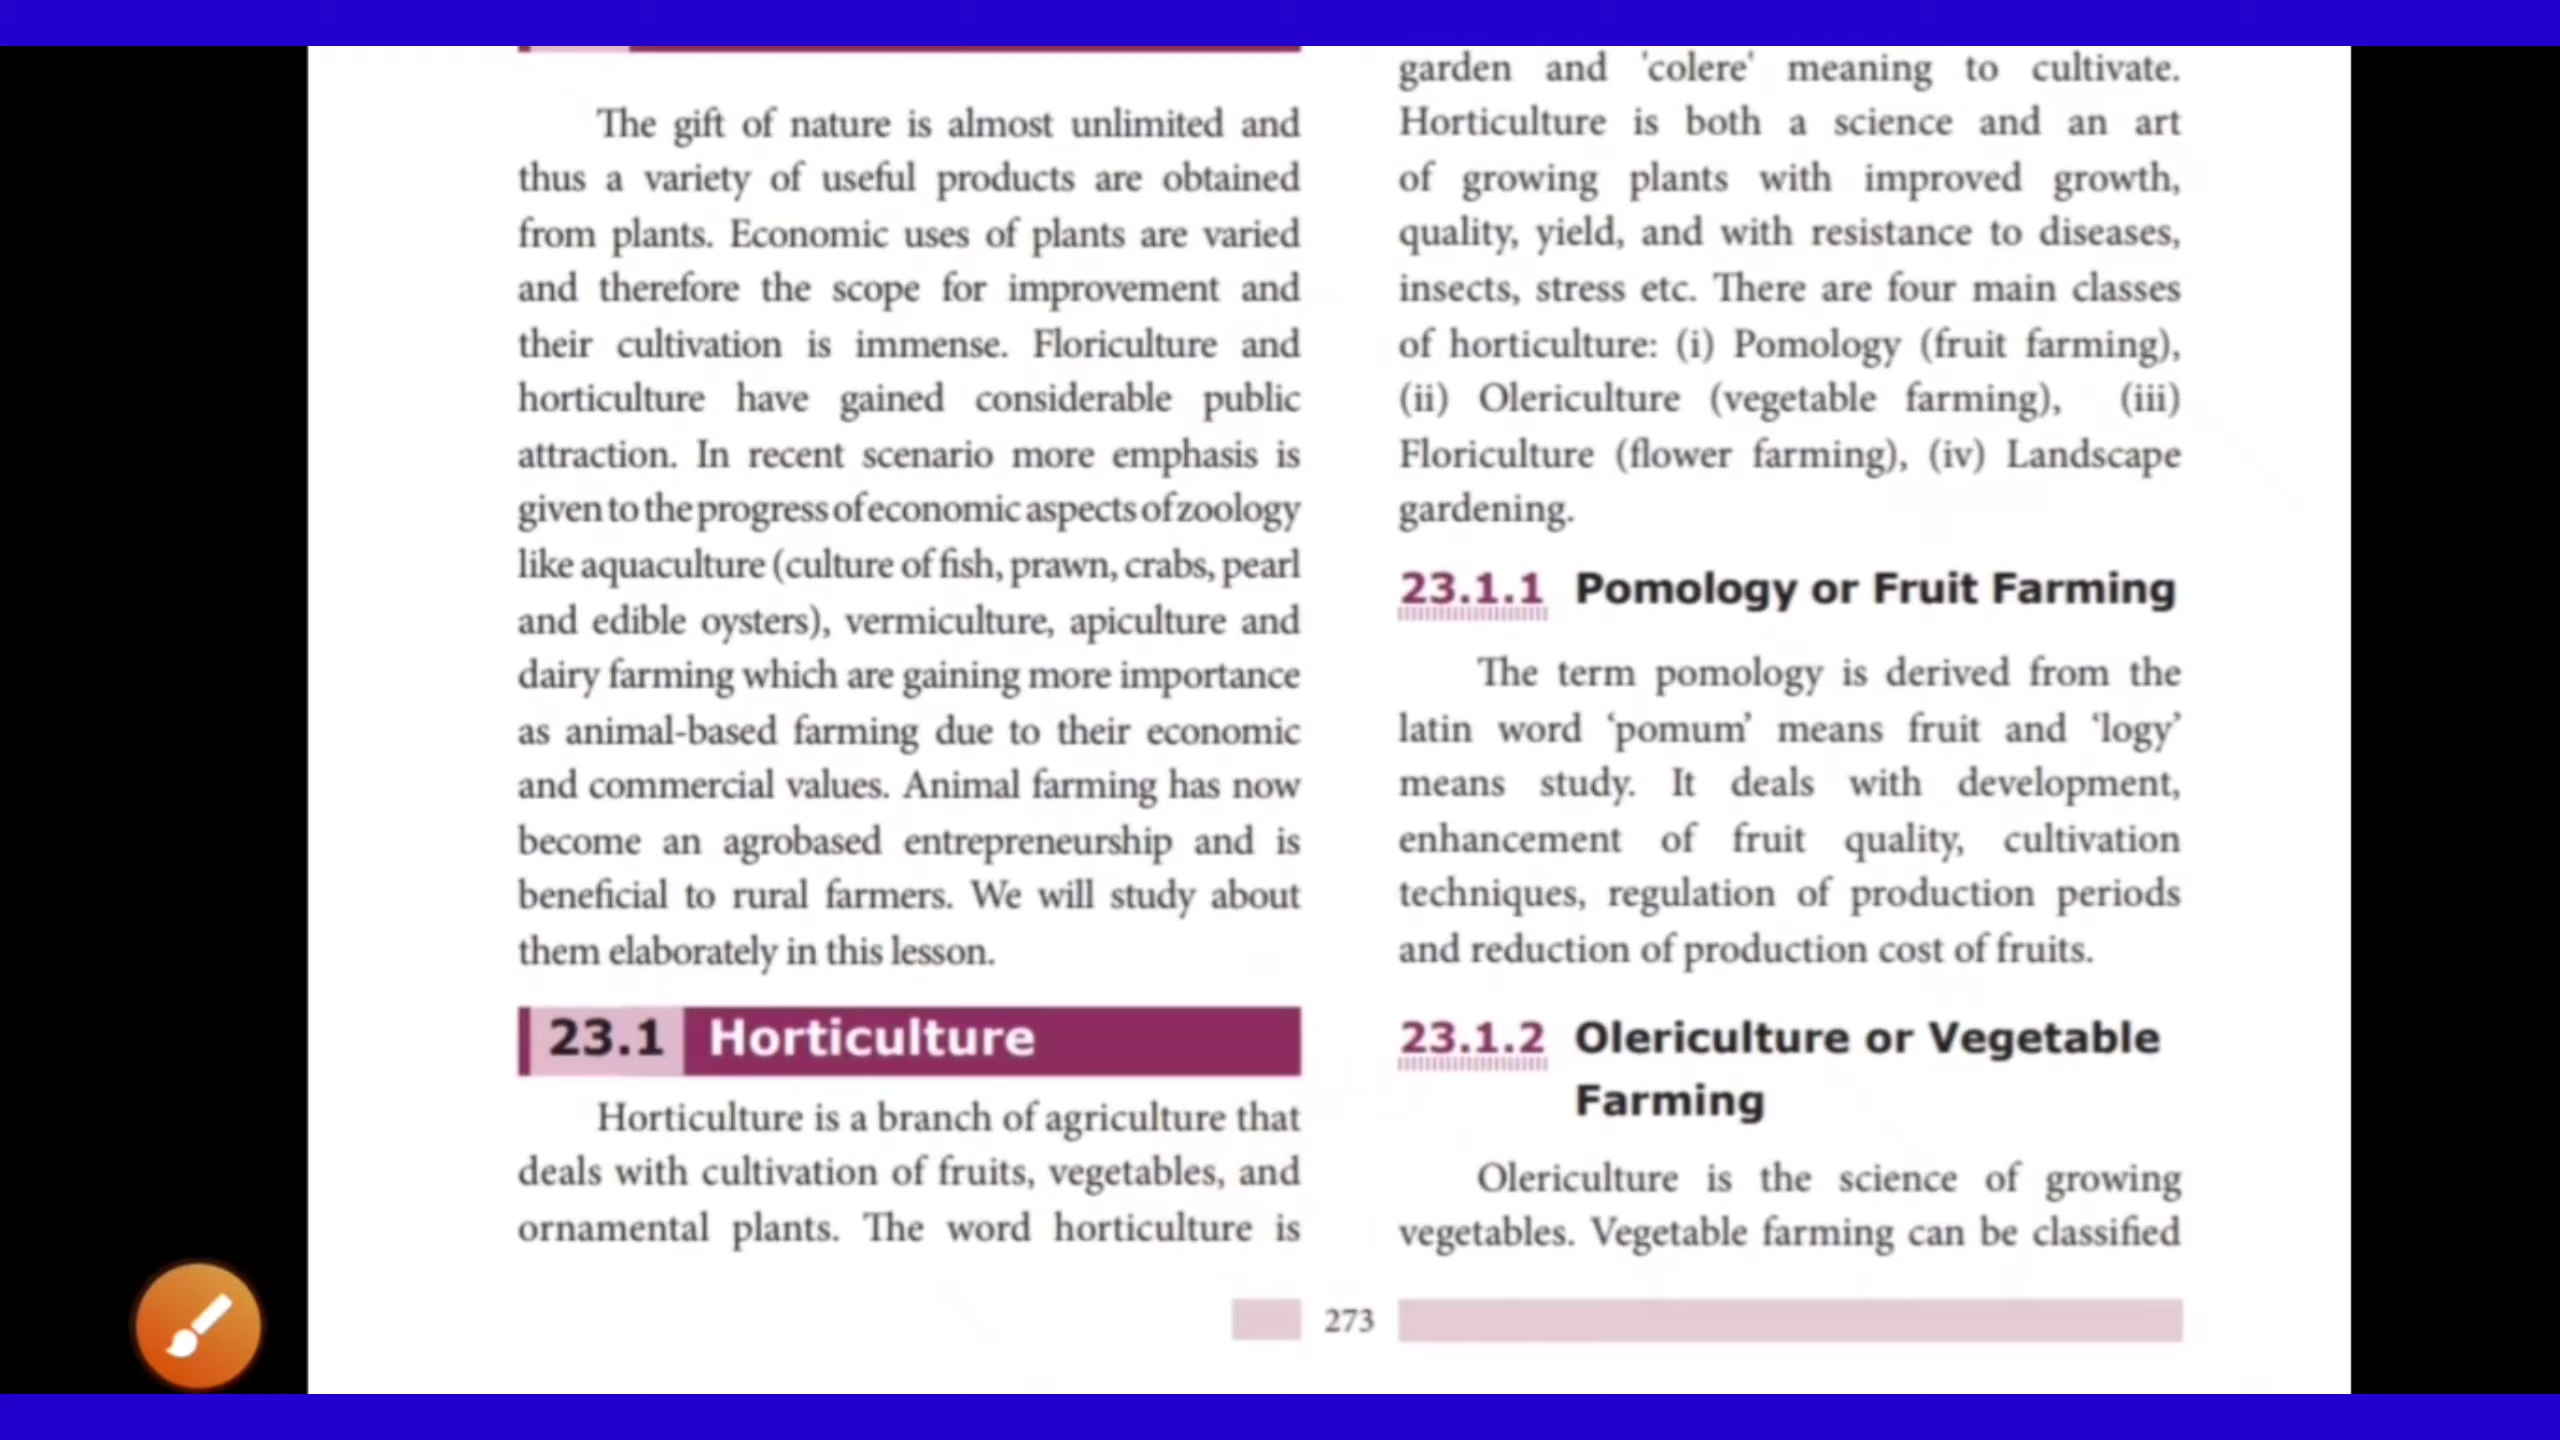 The gift of nature is almost unlimited and
thus a variety of useful products are obtained
from plants. Economic uses of plants are varied
and therefore the scope for improvement and
their cultivation is immense. Floriculture and
horticulture have gained considerable public
attraction. In recent scenario more emphasis is
given to the progress of economic aspects of zoology
like aquaculture (culture of fish, prawn, crabs, pearl
and edible oysters), vermiculture, apiculture and
dairy farming which are gaining more importance
as animal-based farming due to their economic
and commercial values. Animal farming has now
become an agrobased entrepreneurship and is
beneficial to rural farmers. We will study about
them elaborately in this lesson.
23.1 Horticulture
Horticulture is a branch of agriculture that
deals with cultivation of fruits, vegetables, and
ornamental plants. The word horticulture is
garden and 'colere' meaning to cultivate.
Horticulture is both a science and an art
of growing plants with improved growth,
quality, yield, and with resistance to diseases,
insects, stress etc. There are four main classes
of horticulture: (i) Pomology (fruit farming),
(ii) Olericulture (vegetable farming), (iii)
Floriculture (flower farming), (iv) Landscape
gardening.
23.1.1 Pomology or Fruit Farming
The term pomology is derived from the
latin word ‘pomum’ means fruit and ‘logy’
means study. It deals with development,
enhancement of fruit quality, cultivation
techniques, regulation of production periods
and reduction of production cost of fruits.
23.1.2 Olericulture or Vegetable
Farming
Olericulture is the science of growing
vegetables. Vegetable farming can be classified
273